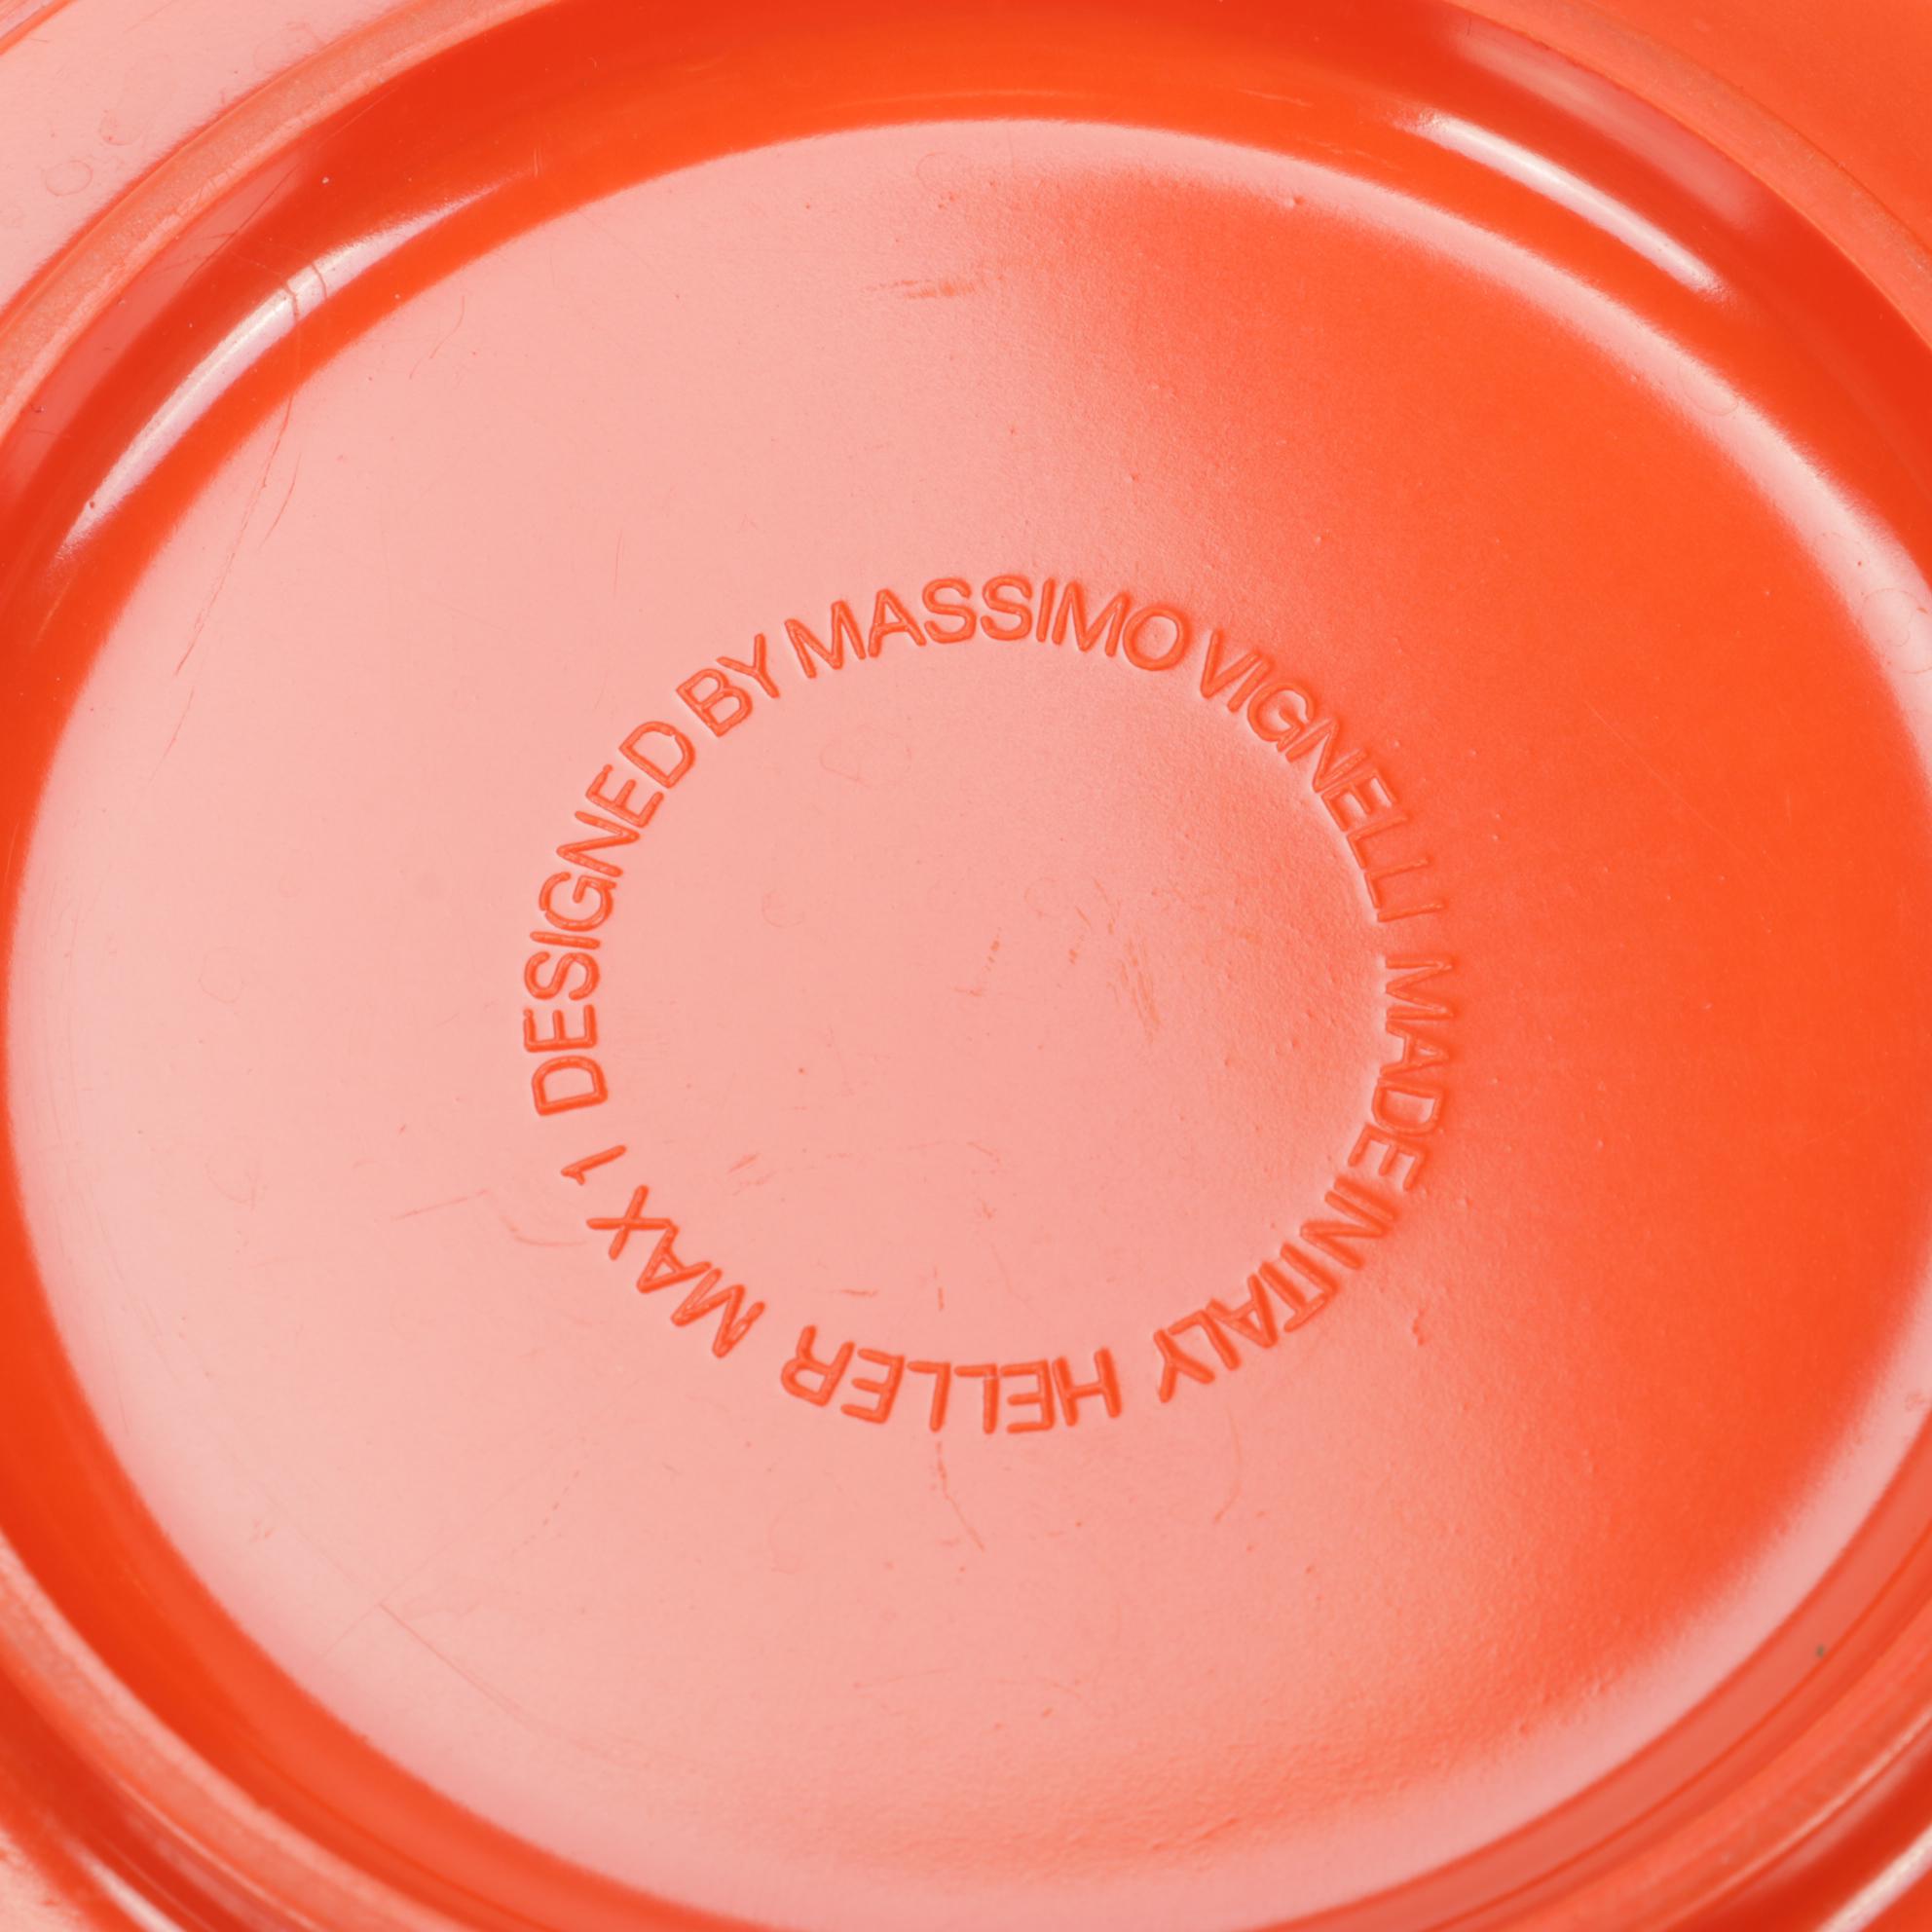 DESIGNED BY MASSIMO VIGNELLI MADE IN ITALY HELLER MAX 1